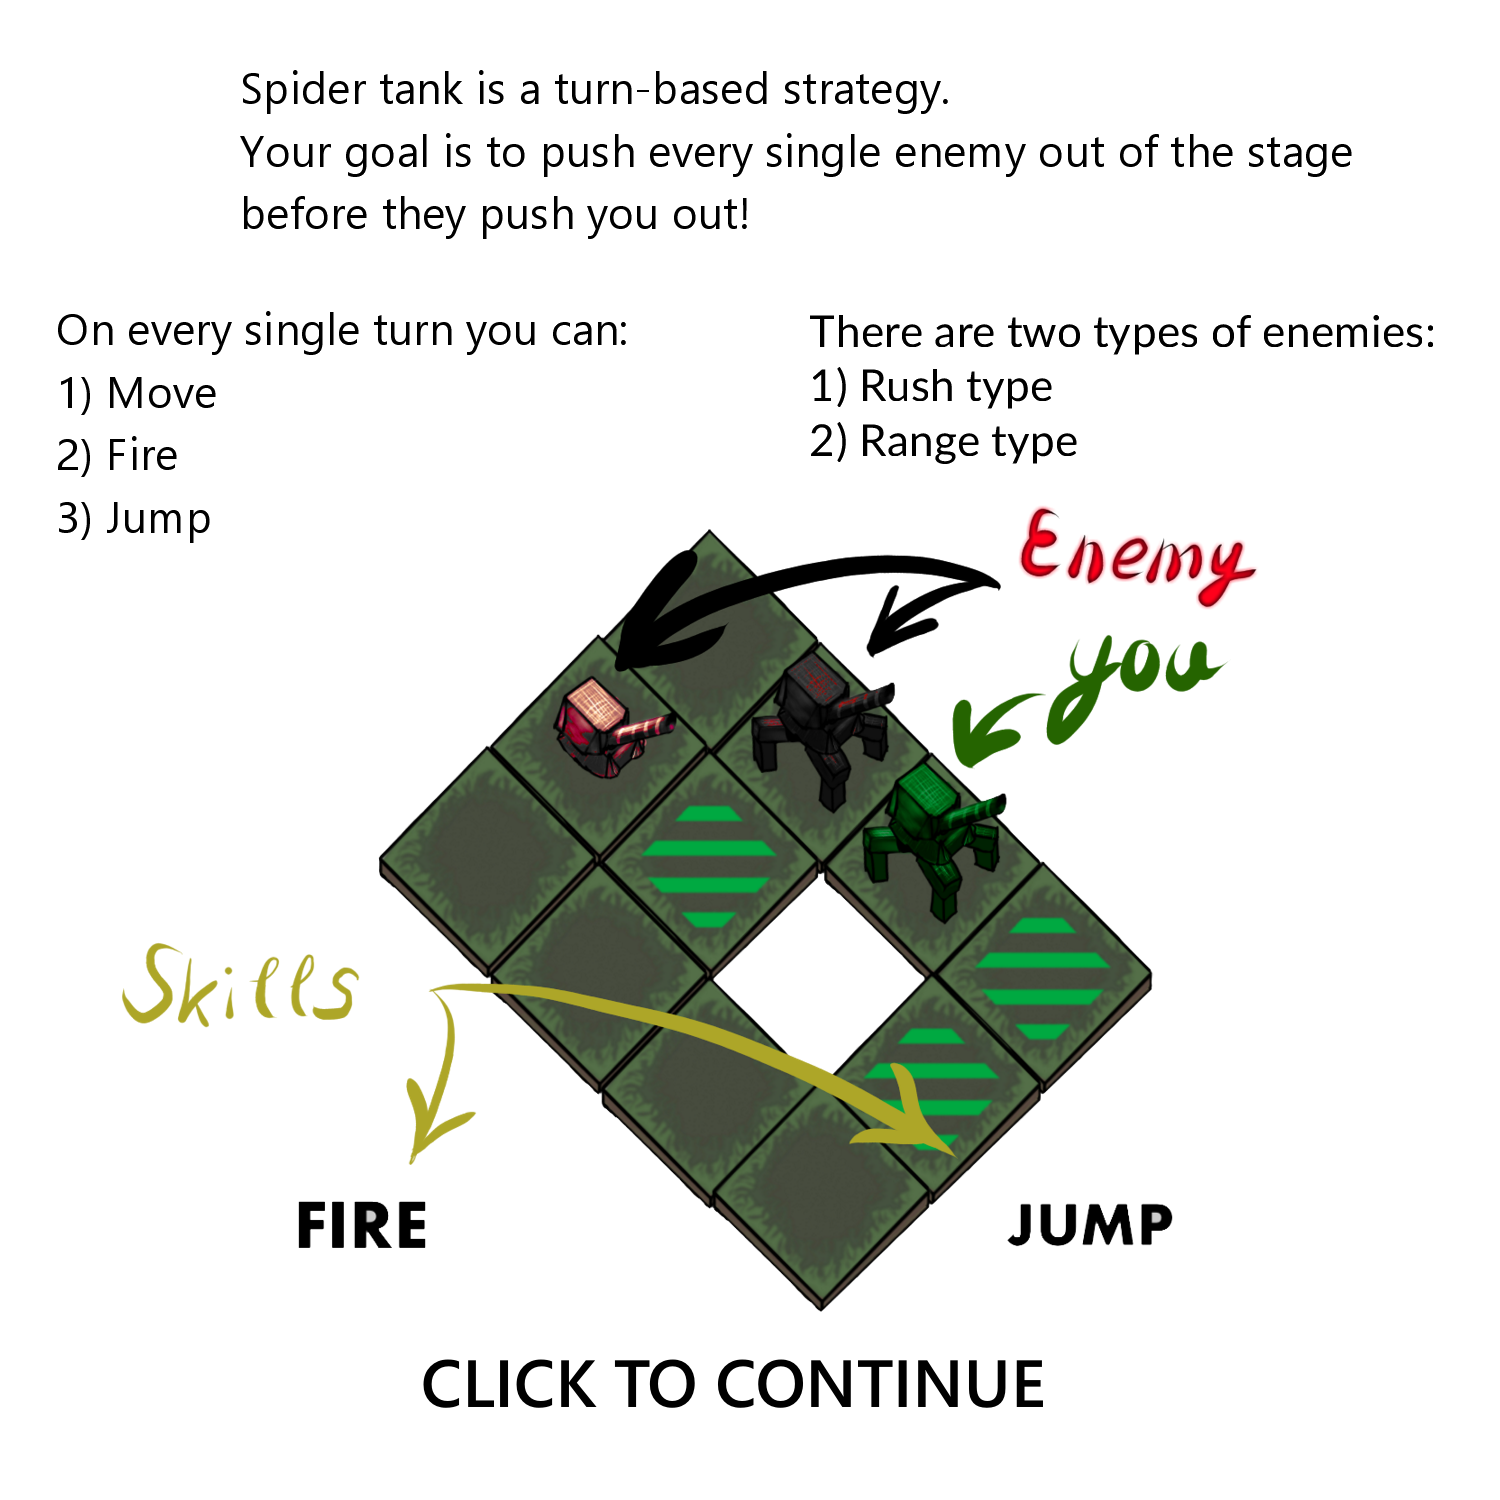 Spider tank is a turn-based strategy.
Your goal is to push every single enemy out of the stage
before they push you out!
On every single turn you can:
1) Move
2) Fire
3) Jump
There are two types of enemies:
1) Rush type
2) Range type
Enemy
you
Skills
FIRE
JUMP
CLICK TO CONTINUE